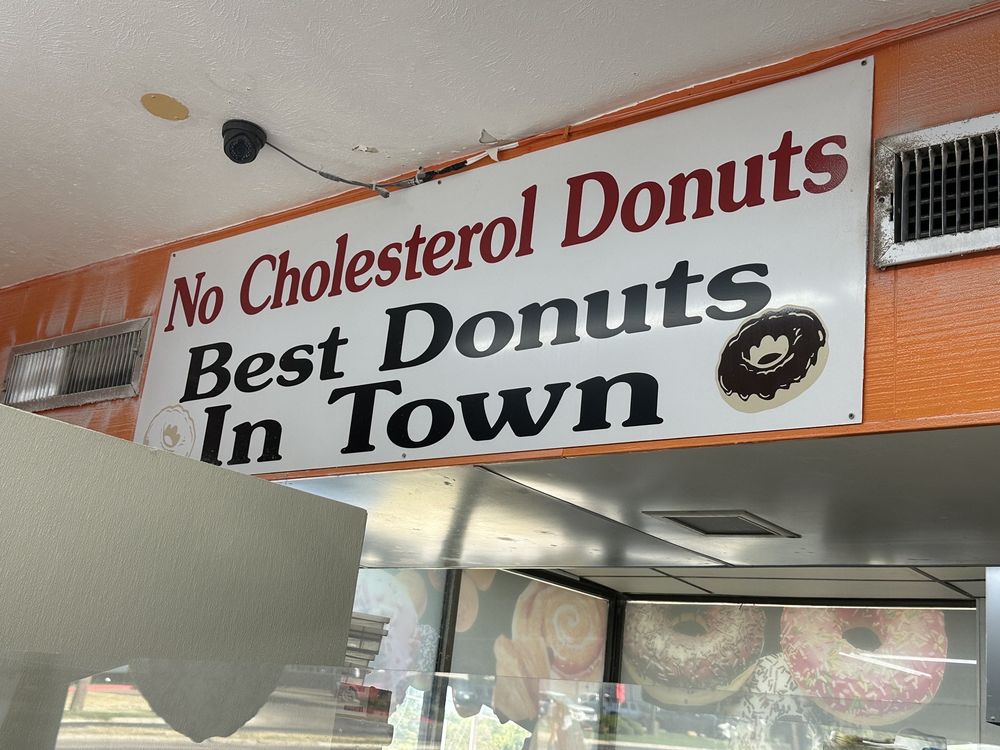 No Cholesterol Donuts
Best Donuts
In Town